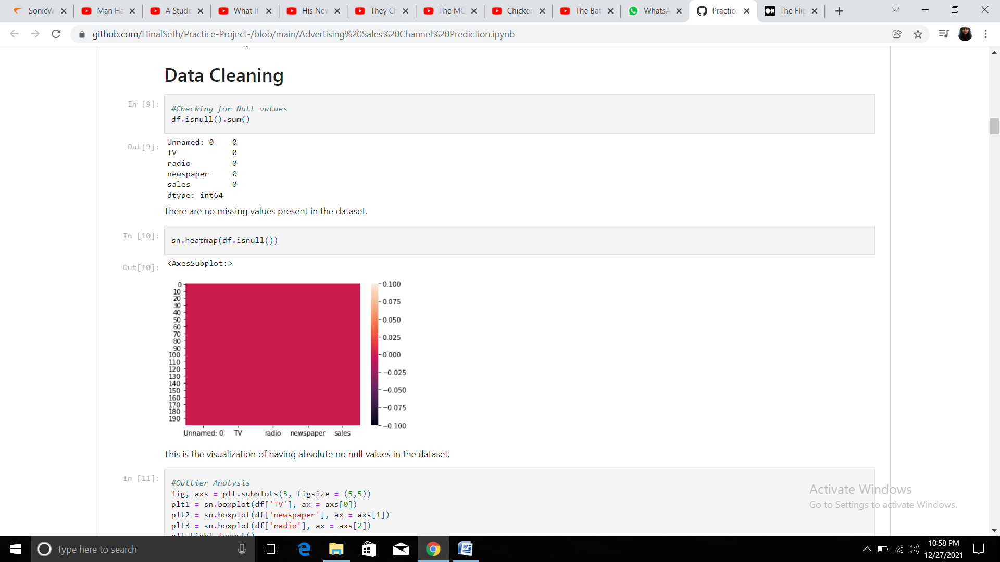 SonicW
Man Ha
A Stude
What If
His New
They Ch
The MC
Chicken
The Bat
WhatsA
Practice
The Flig
github.com/HinalSeth/Practice-Project-/blob/main/Advertising%20Sales%20Channel%20Prediction.ipynb
Data Cleaning
In [9]:
#Checking for Null values
df.isnull().sum()
Out[9]:
Unnamed: 0 0
TV 0
radio 0
newspaper 0
sales 0
dtype: int64
There are no missing values present in the dataset.
In [10]:
sn.heatmap(df.isnull())
Out[10]:
<AxesSubplot:>
0
10
20
30
40
50
60
70
80
90
100
110
120
130
140
150
160
170
180
190
Unnamed: 0 TV radio newspaper sales
0.100
0.075
0.050
0.025
0.000
−0.025
−0.050
−0.075
−0.100
This is the visualization of having absolute no null values in the dataset.
In [11]:
#Outlier Analysis
fig, axs = plt.subplots(3, figsize = (5,5))
plt1 = sn.boxplot(df['TV'], ax = axs[0])
plt2 = sn.boxplot(df['newspaper'], ax = axs[1])
plt3 = sn.boxplot(df['radio'], ax = axs[2])
plt.tight_layout()
Activate Windows
Go to Settings to activate Windows.
Type here to search
10:58 PM
12/27/2021